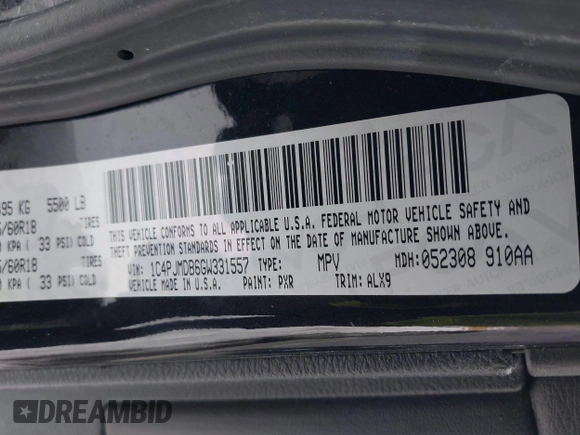 495 KG 5500 LB
/60R18 TIRES
KPA ( 33 PSI) COLD
/60R18 TIRES
KPA ( 33 PSI) COLD
THIS VEHICLE CONFORMS TO ALL APPLICABLE U.S.A. FEDERAL MOTOR VEHICLE SAFETY AND
THEFT PREVENTION STANDARDS IN EFFECT ON THE DATE OF MANUFACTURE SHOWN ABOVE.
VIN: 1C4PJMDB6GW331557 TYPE: MPV MDH: 052308 910AA
VEHICLE MADE IN U.S.A. PAINT: PXR TRIM: ALX9
DREAMBID